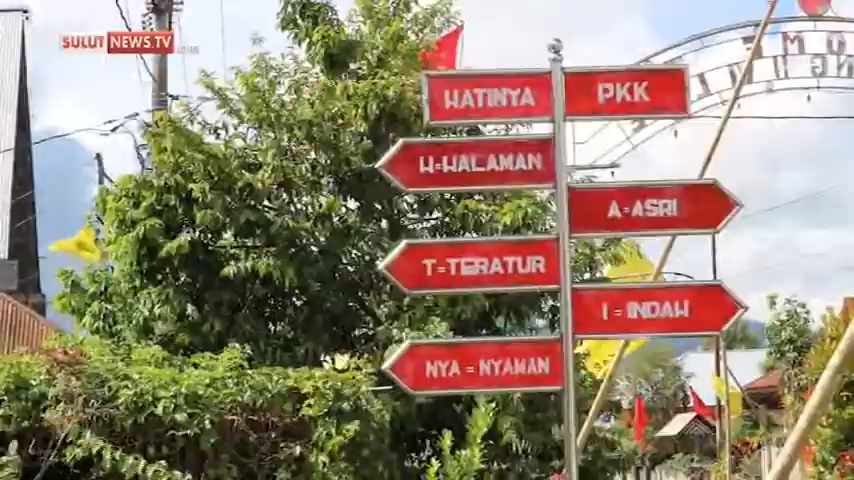 SULUT NEWS.TV
HATINYA PKK
H=HALAMAN
A=ASRI
T=TERATUR
I=INDAH
NYA=NYAMAN